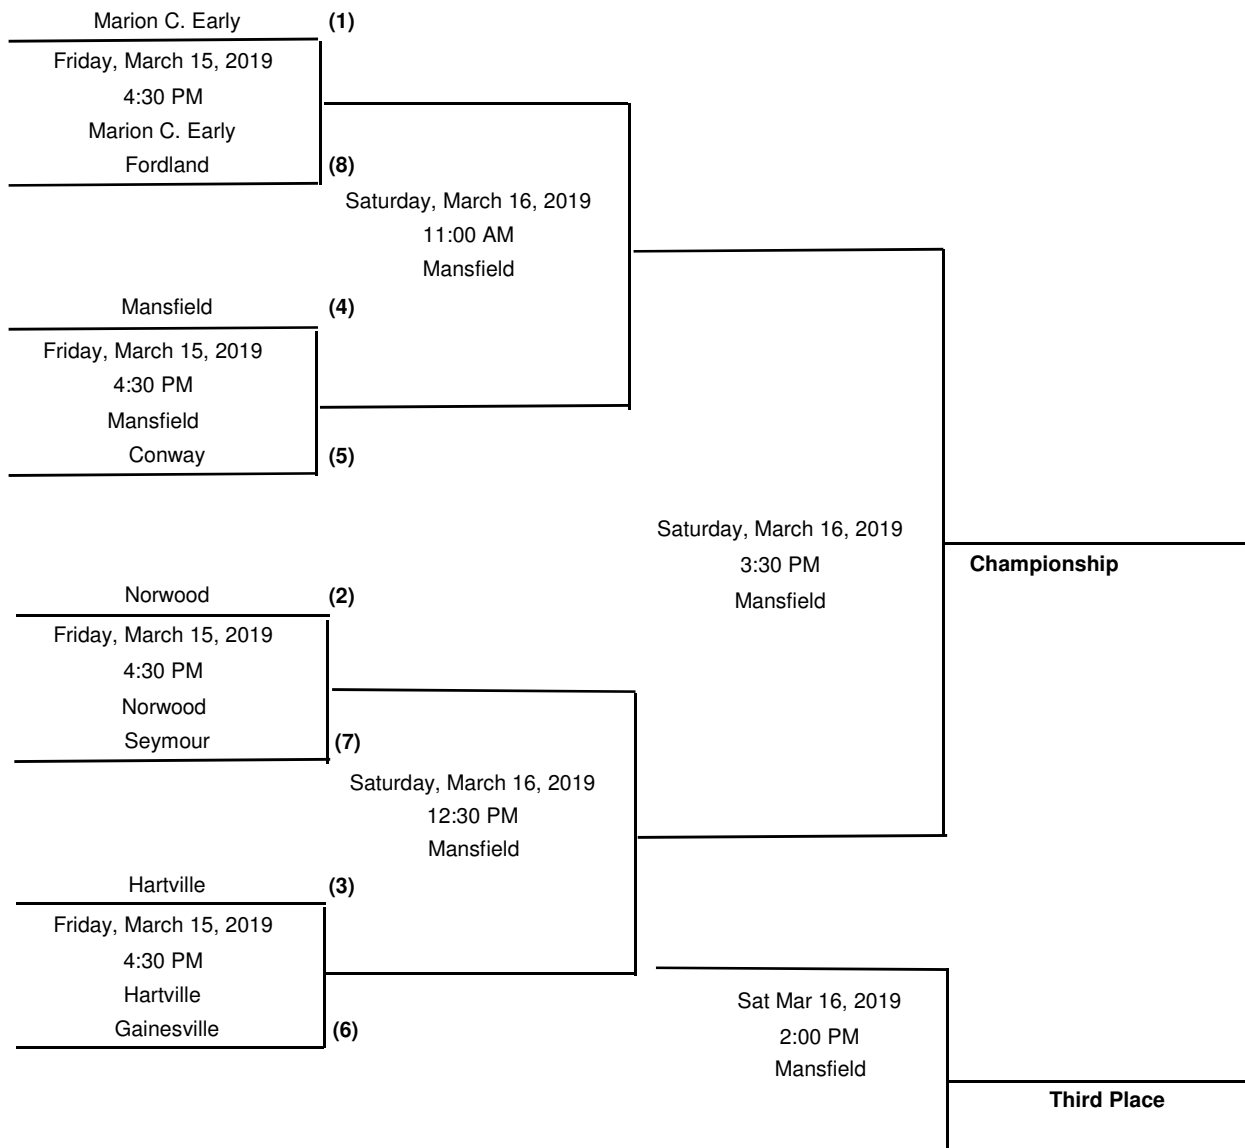 Marion C. Early (1)
Friday, March 15, 2019
4:30 PM
Marion C. Early
Fordland (8)
Saturday, March 16, 2019
11:00 AM
Mansfield
Mansfield (4)
Friday, March 15, 2019
4:30 PM
Mansfield
Conway (5)
Saturday, March 16, 2019
3:30 PM
Mansfield
Championship
Norwood (2)
Friday, March 15, 2019
4:30 PM
Norwood
Seymour (7)
Saturday, March 16, 2019
12:30 PM
Mansfield
Hartville (3)
Friday, March 15, 2019
4:30 PM
Hartville
Gainesville (6)
Sat Mar 16, 2019
2:00 PM
Mansfield
Third Place